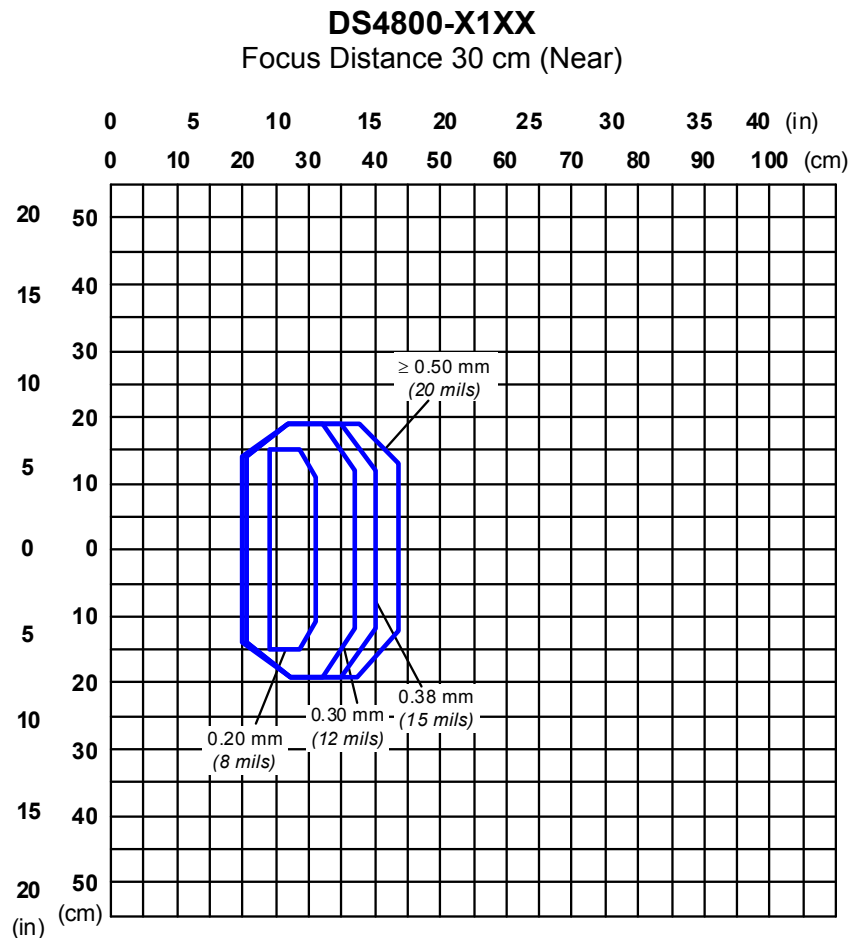 DS4800-X1XX
Focus Distance 30 cm (Near)
0 5 10 15 20 25 30 35 40 (in)
0 10 20 30 40 50 60 70 80 90 100 (cm)
20 50
15 40
30
10
≥ 0.50 mm
(20 mils)
20
5 10
0 0
5 10
20
0.38 mm
(15 mils)
0.30 mm
(12 mils)
0.20 mm
(8 mils)
10 30
15 40
20 50
(in) (cm)